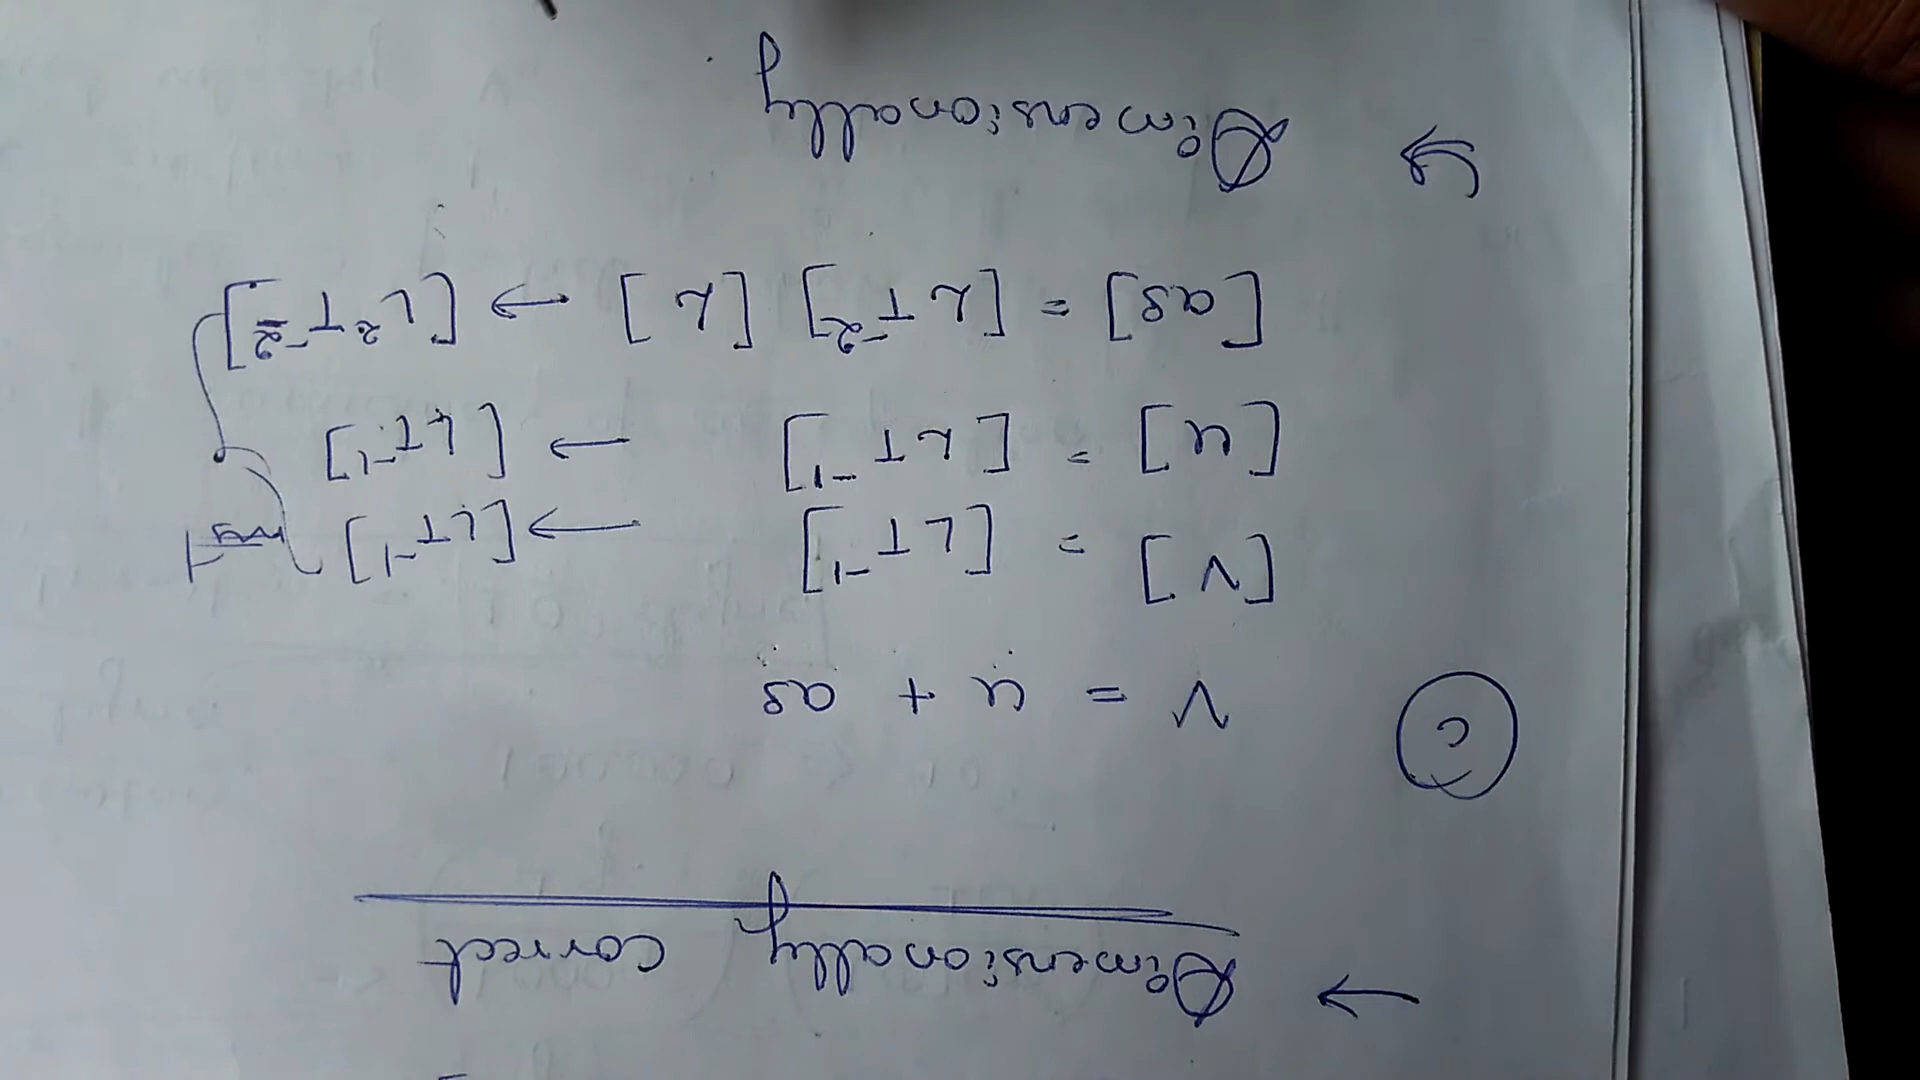 → Dimensionally correct
(c) V = u + as
[V] = [LT⁻¹] → [LT⁻¹]
[u] = [LT⁻¹] → [LT⁻¹]
[as] = [LT⁻²] [L] → [L²T⁻²]
↳ Dimensionally